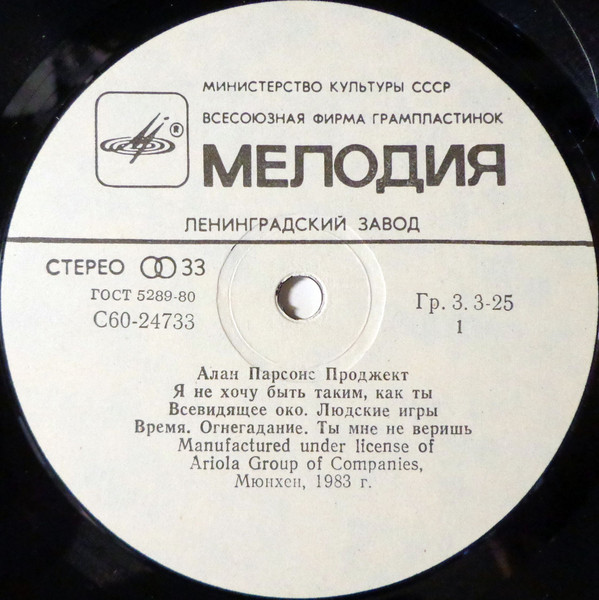 МИНИСТЕРСТВО КУЛЬТУРЫ СССР
ВСЕСОЮЗНАЯ ФИРМА ГРАМПЛАСТИНОК
®
МЕЛОДИЯ
ЛЕНИНГРАДСКИЙ ЗАВОД
СТЕРЕО 33
ГОСТ 5289-80
С60-24733
Гр. 3. 3-25
1
Алан Парсонс Проджект
Я не хочу быть таким, как ты
Всевидящее око. Людские игры
Время. Огнегадание. Ты мне не веришь
Manufactured under license of
Ariola Group of Companies,
Мюнхен, 1983 г.